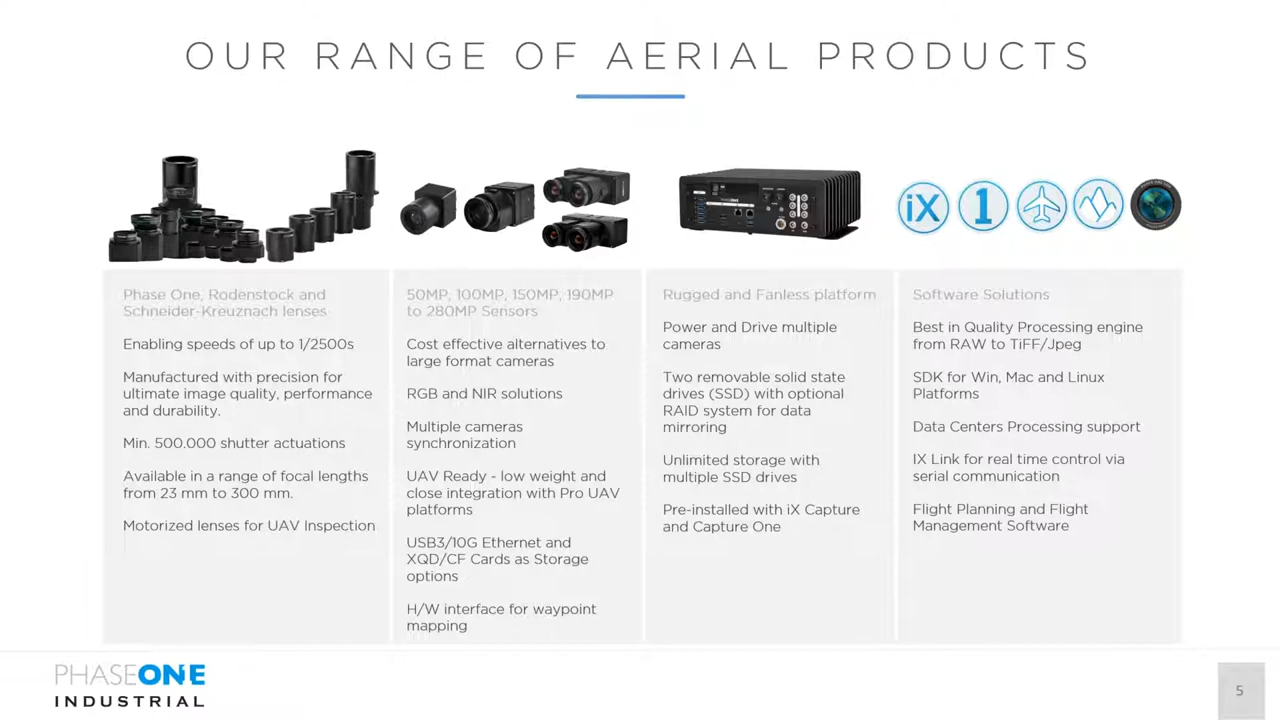 OUR RANGE OF AERIAL PRODUCTS
iX
1
Phase One, Rodenstock and
Schneider-Kreuznach lenses
Enabling speeds of up to 1/2500s
Manufactured with precision for
ultimate image quality, performance
and durability.
Min. 500.000 shutter actuations
Available in a range of focal lengths
from 23 mm to 300 mm.
Motorized lenses for UAV Inspection
50MP, 100MP, 150MP, 190MP
to 280MP Sensors
Cost effective alternatives to
large format cameras
RGB and NIR solutions
Multiple cameras
synchronization
UAV Ready - low weight and
close integration with Pro UAV
platforms
USB3/10G Ethernet and
XQD/CF Cards as Storage
options
H/W interface for waypoint
mapping
Rugged and Fanless platform
Power and Drive multiple
cameras
Two removable solid state
drives (SSD) with optional
RAID system for data
mirroring
Unlimited storage with
multiple SSD drives
Pre-installed with iX Capture
and Capture One
Software Solutions
Best in Quality Processing engine
from RAW to TiFF/Jpeg
SDK for Win, Mac and Linux
Platforms
Data Centers Processing support
IX Link for real time control via
serial communication
Flight Planning and Flight
Management Software
PHASEONE
INDUSTRIAL
5